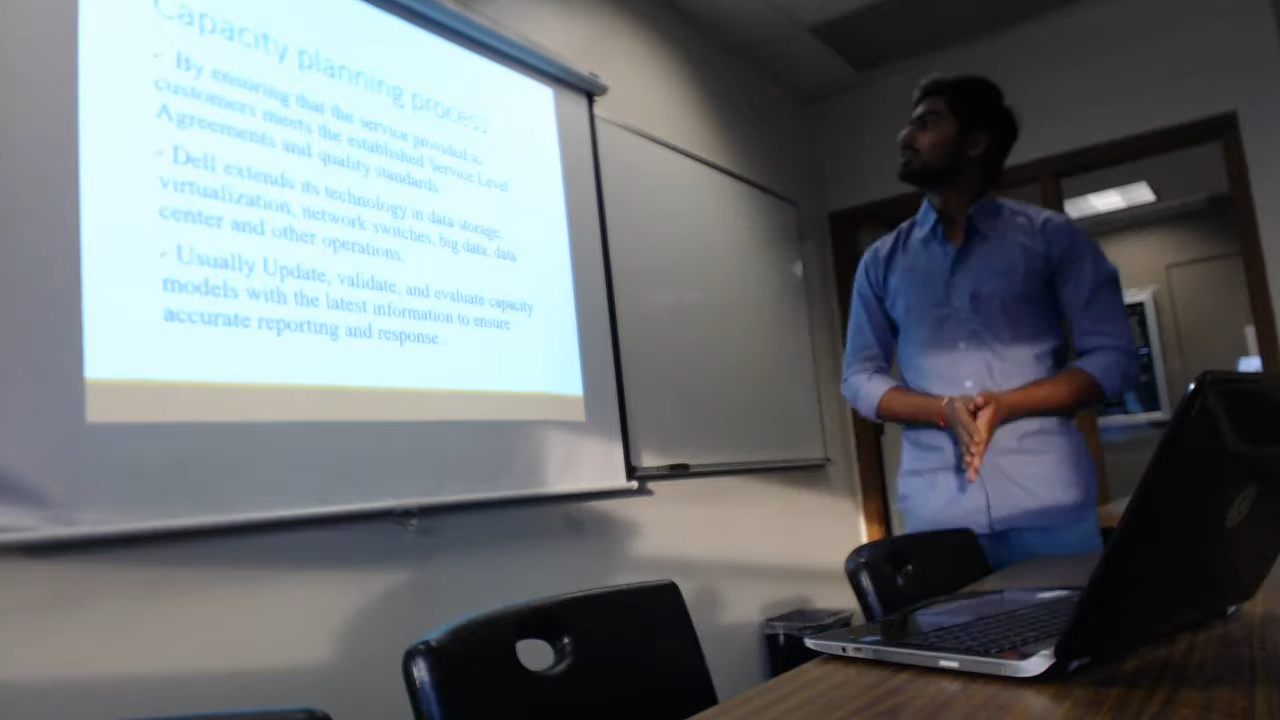 Capacity planning process
- By ensuring that the service provided to
customers meets the established Service Level
Agreements and quality standards.
- Dell extends its technology in data storage,
virtualization, network switches, big data, data
center and other operations.
- Usually Update, validate, and evaluate capacity
models with the latest information to ensure
accurate reporting and response .